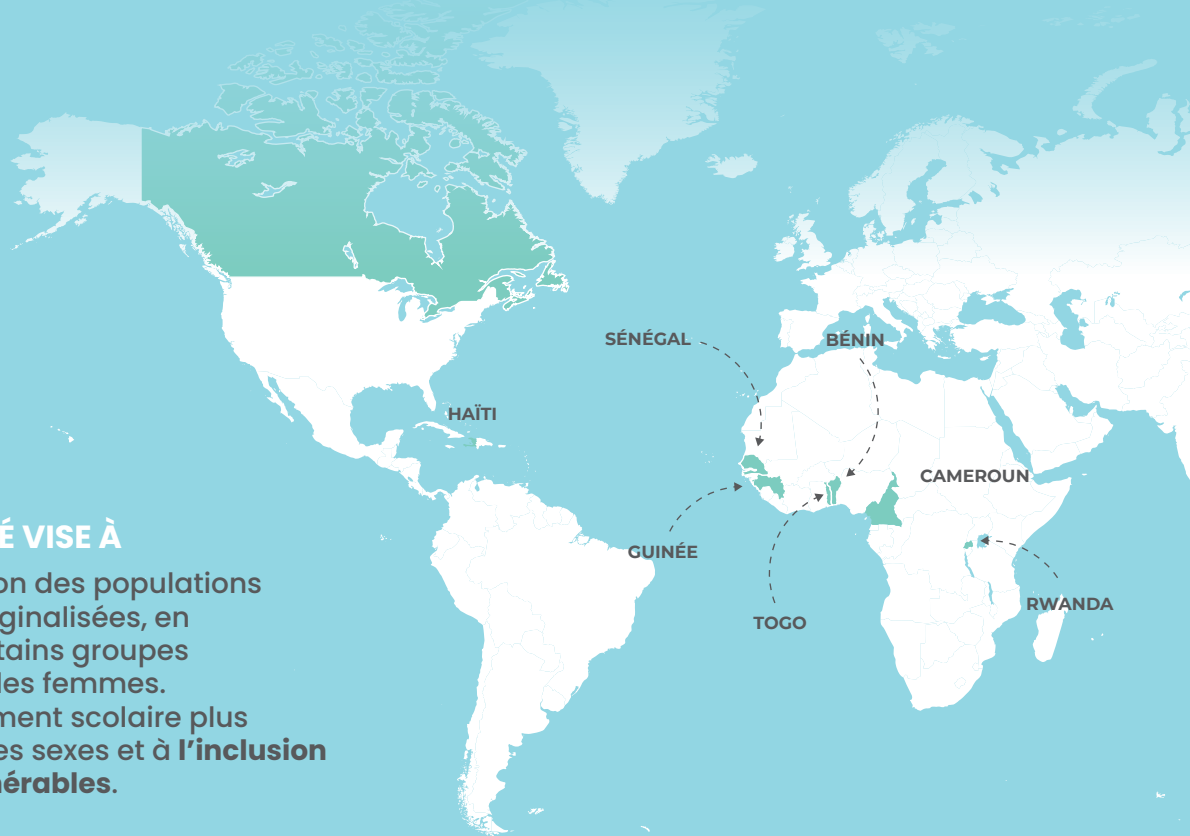 SÉNÉGAL
BÉNIN
HAÏTI
CAMEROUN
GUINÉE
RWANDA
TOGO
É VISE À
on des populations
ginalisées, en
tains groupes
les femmes.
ment scolaire plus
es sexes et à l’inclusion
érables.